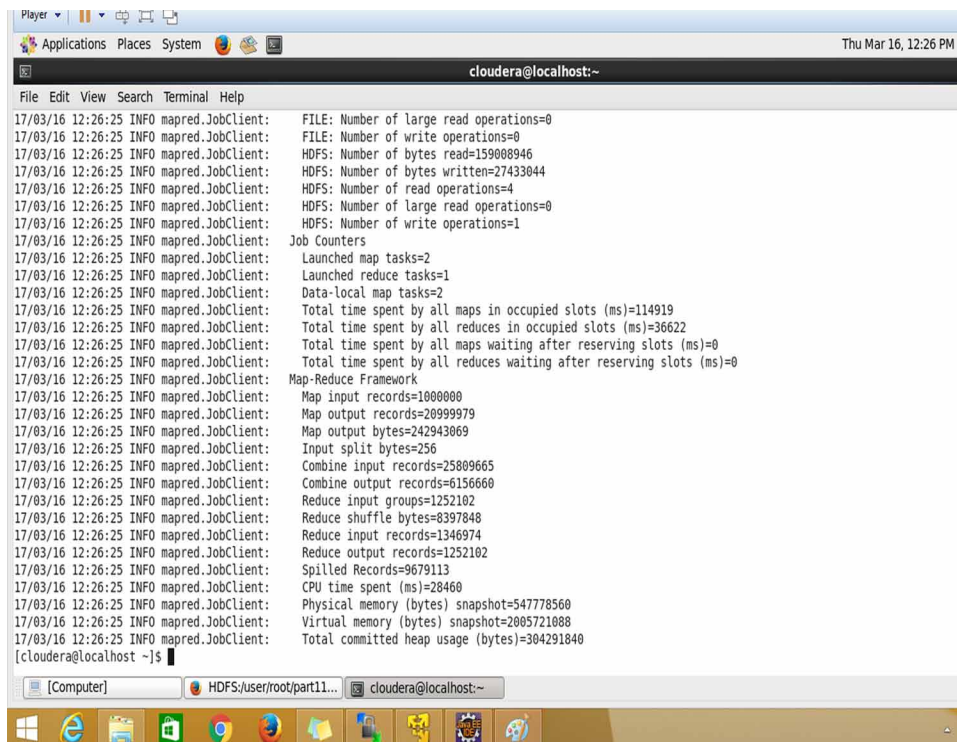 Player
Applications Places System Thu Mar 16, 12:26 PM
cloudera@localhost:~
File Edit View Search Terminal Help
17/03/16 12:26:25 INFO mapred.JobClient: FILE: Number of large read operations=0
17/03/16 12:26:25 INFO mapred.JobClient: FILE: Number of write operations=0
17/03/16 12:26:25 INFO mapred.JobClient: HDFS: Number of bytes read=159008946
17/03/16 12:26:25 INFO mapred.JobClient: HDFS: Number of bytes written=27433044
17/03/16 12:26:25 INFO mapred.JobClient: HDFS: Number of read operations=4
17/03/16 12:26:25 INFO mapred.JobClient: HDFS: Number of large read operations=0
17/03/16 12:26:25 INFO mapred.JobClient: HDFS: Number of write operations=1
17/03/16 12:26:25 INFO mapred.JobClient: Job Counters
17/03/16 12:26:25 INFO mapred.JobClient: Launched map tasks=2
17/03/16 12:26:25 INFO mapred.JobClient: Launched reduce tasks=1
17/03/16 12:26:25 INFO mapred.JobClient: Data-local map tasks=2
17/03/16 12:26:25 INFO mapred.JobClient: Total time spent by all maps in occupied slots (ms)=114919
17/03/16 12:26:25 INFO mapred.JobClient: Total time spent by all reduces in occupied slots (ms)=36622
17/03/16 12:26:25 INFO mapred.JobClient: Total time spent by all maps waiting after reserving slots (ms)=0
17/03/16 12:26:25 INFO mapred.JobClient: Total time spent by all reduces waiting after reserving slots (ms)=0
17/03/16 12:26:25 INFO mapred.JobClient: Map-Reduce Framework
17/03/16 12:26:25 INFO mapred.JobClient: Map input records=1000000
17/03/16 12:26:25 INFO mapred.JobClient: Map output records=20999979
17/03/16 12:26:25 INFO mapred.JobClient: Map output bytes=242943069
17/03/16 12:26:25 INFO mapred.JobClient: Input split bytes=256
17/03/16 12:26:25 INFO mapred.JobClient: Combine input records=25809665
17/03/16 12:26:25 INFO mapred.JobClient: Combine output records=6156660
17/03/16 12:26:25 INFO mapred.JobClient: Reduce input groups=1252102
17/03/16 12:26:25 INFO mapred.JobClient: Reduce shuffle bytes=8397848
17/03/16 12:26:25 INFO mapred.JobClient: Reduce input records=1346974
17/03/16 12:26:25 INFO mapred.JobClient: Reduce output records=1252102
17/03/16 12:26:25 INFO mapred.JobClient: Spilled Records=9679113
17/03/16 12:26:25 INFO mapred.JobClient: CPU time spent (ms)=28460
17/03/16 12:26:25 INFO mapred.JobClient: Physical memory (bytes) snapshot=547778560
17/03/16 12:26:25 INFO mapred.JobClient: Virtual memory (bytes) snapshot=2005721088
17/03/16 12:26:25 INFO mapred.JobClient: Total committed heap usage (bytes)=304291840
[cloudera@localhost ~]$
[Computer] HDFS:/user/root/part11... cloudera@localhost:~